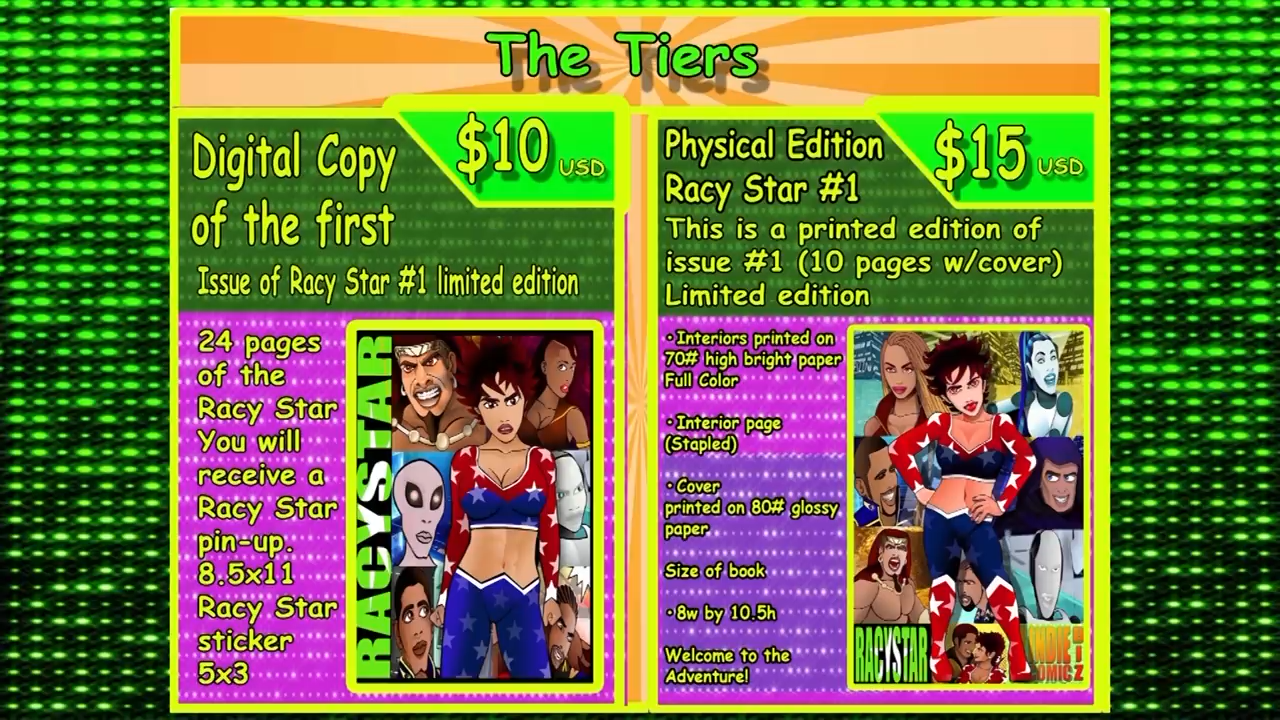 The Tiers
Digital Copy
of the first
Issue of Racy Star #1 limited edition
$10 USD
24 pages
of the
Racy Star
You will
receive a
Racy Star
pin-up.
8.5x11
Racy Star
sticker
5x3
RACYSTAR
Physical Edition
Racy Star #1
$15 USD
This is a printed edition of
issue #1 (10 pages w/cover)
Limited edition
•Interiors printed on
70# high bright paper
Full Color
•Interior page
(Stapled)
•Cover
printed on 80# glossy
paper
Size of book
•8w by 10.5h
Welcome to the
Adventure!
RACYSTAR
INDIE
COMIC
BIZ